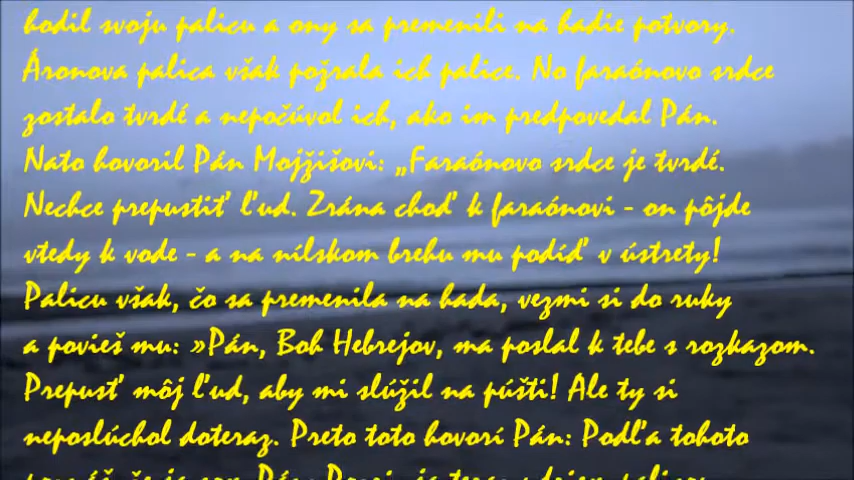 hodil svoju palicu a ony sa premenili na hadie potvory.
Áronova palica však požrala ich palice. No faraónovo srdce
zostalo tvrdé a nepočúvol ich, ako im predpovedal Pán.
Nato hovoril Pán Mojžišovi: „Faraónovo srdce je tvrdé.
Nechce prepustiť ľud. Zrána choď k faraónovi - on pôjde
vtedy k vode - a na nílskom brehu mu podíď v ústrety!
Palicu však, čo sa premenila na hada, vezmi si do ruky
a povieš mu: »Pán, Boh Hebrejov, ma poslal k tebe s rozkazom.
Prepusť môj ľud, aby mi slúžil na púšti! Ale ty si
neposlúchol doteraz. Preto toto hovorí Pán: Podľa tohoto